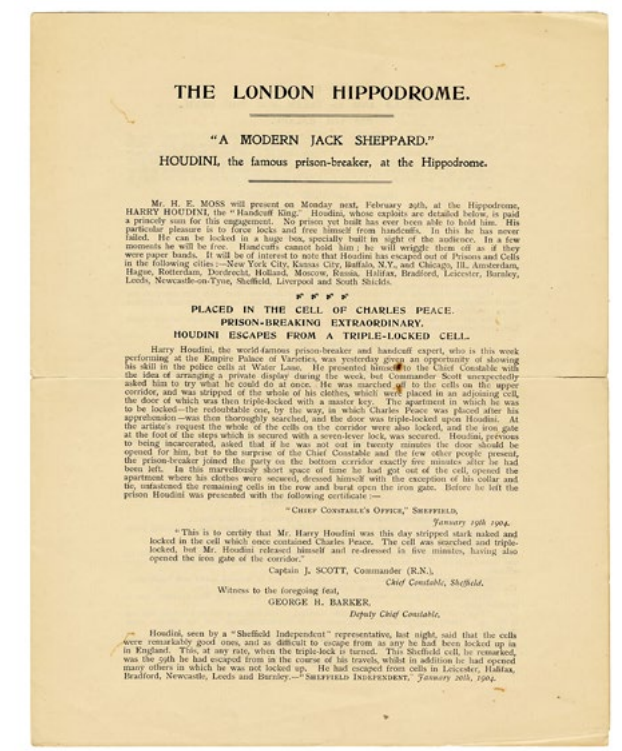 THE LONDON HIPPODROME.
"A MODERN JACK SHEPPARD."
HOUDINI, the famous prison-breaker, at the Hippodrome.
Mr. H. E. MOSS will present on Monday next, February 29th, at the Hippodrome,
HARRY HOUDINI, the "Handcuff King." Houdini, whose exploits are detailed below, is paid
a princely sum for this engagement. No prison yet built has ever been able to hold him. His
particular pleasure is to force locks and free himself from handcuffs. In this he has never
failed. He can be locked in a huge box, specially built in sight of the audience. In a few
moments he will be free. Handcuffs cannot hold him; he will wriggle them off as if they
were paper bands. It will be of interest to note that Houdini has escaped out of Prisons and Cells
in the following cities:—New York City, Kansas City, Buffalo, N.Y., and Chicago, Ill., Amsterdam,
Hague, Rotterdam, Dordrecht, Holland, Moscow, Russia, Halifax, Bradford, Leicester, Burnley,
Leeds, Newcastle-on-Tyne, Sheffield, Liverpool and South Shields.
PLACED IN THE CELL OF CHARLES PEACE.
PRISON-BREAKING EXTRAORDINARY.
HOUDINI ESCAPES FROM A TRIPLE-LOCKED CELL.
Harry Houdini, the world-famous prison-breaker and handcuff expert, who is this week
performing at the Empire Palace of Varieties, was yesterday given an opportunity of showing
his skill in the police cells at Water Lane. He presented himself to the Chief Constable with
the idea of arranging a private display during the week, but Commander Scott unexpectedly
asked him to try what he could do at once. He was marched off to the cells on the upper
corridor, and was stripped of the whole of his clothes, which were placed in an adjoining cell,
the door of which was then triple-locked with a master key. The apartment in which he was
to be locked—the redoubtable one, by the way, in which Charles Peace was placed after his
apprehension—was then thoroughly searched, and the door was triple-locked upon Houdini. At
the artiste's request the whole of the cells on the corridor were also locked, and the iron gate
at the foot of the steps which is secured with a seven-lever lock, was secured. Houdini, previous
to being incarcerated, asked that if he was not out in twenty minutes the door should be
opened for him, but to the surprise of the Chief Constable and the few other people present,
the prison-breaker joined the party on the bottom corridor exactly five minutes after he had
been left. In this marvellously short space of time he had got out of the cell, opened the
apartment where his clothes were secured, dressed himself with the exception of his collar and
tie, unfastened the remaining cells in the row and burst open the iron gate. Before he left the
prison Houdini was presented with the following certificate:—
"CHIEF CONSTABLE'S OFFICE," SHEFFIELD,
January 19th 1904.
"This is to certify that Mr. Harry Houdini was this day stripped stark naked and
locked in the cell which once contained Charles Peace. The cell was searched and triple-
locked, but Mr. Houdini released himself and re-dressed in five minutes, having also
opened the iron gate of the corridor."
Captain J. SCOTT, Commander (R.N.),
Chief Constable, Sheffield.
Witness to the foregoing feat,
GEORGE H. BARKER,
Deputy Chief Constable,
Houdini, seen by a "Sheffield Independent" representative, last night, said that the cells
were remarkably good ones, and as difficult to escape from as any he had been locked up in
in England. This, at any rate, when the triple-lock is turned. This Sheffield cell, he remarked,
was the 59th he had escaped from in the course of his travels, whilst in addition he had opened
many others in which he was not locked up. He had escaped from cells in Leicester, Halifax,
Bradford, Newcastle, Leeds and Burnley.—"SHEFFIELD INDEPENDENT," January 20th, 1904.